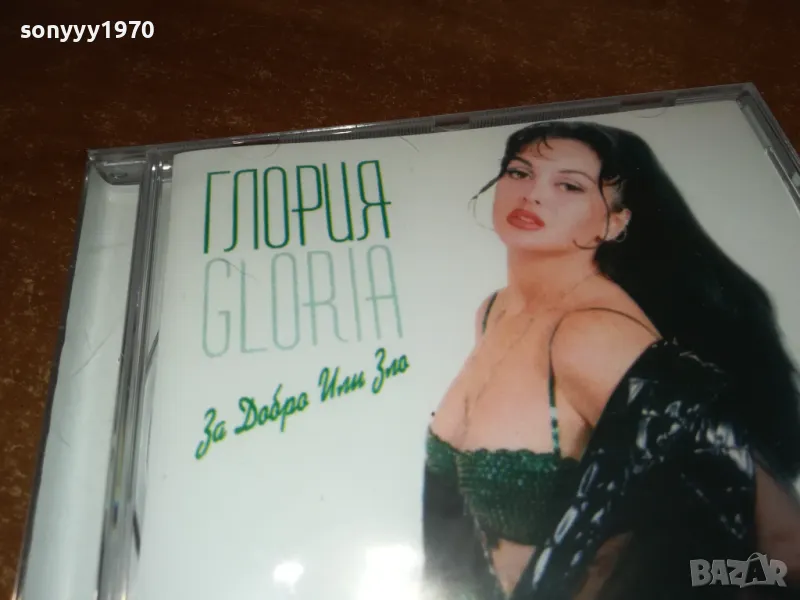 sonyyy1970
ГЛОРИЯ
GLORIA
За Добро Или Зло
BAZAR